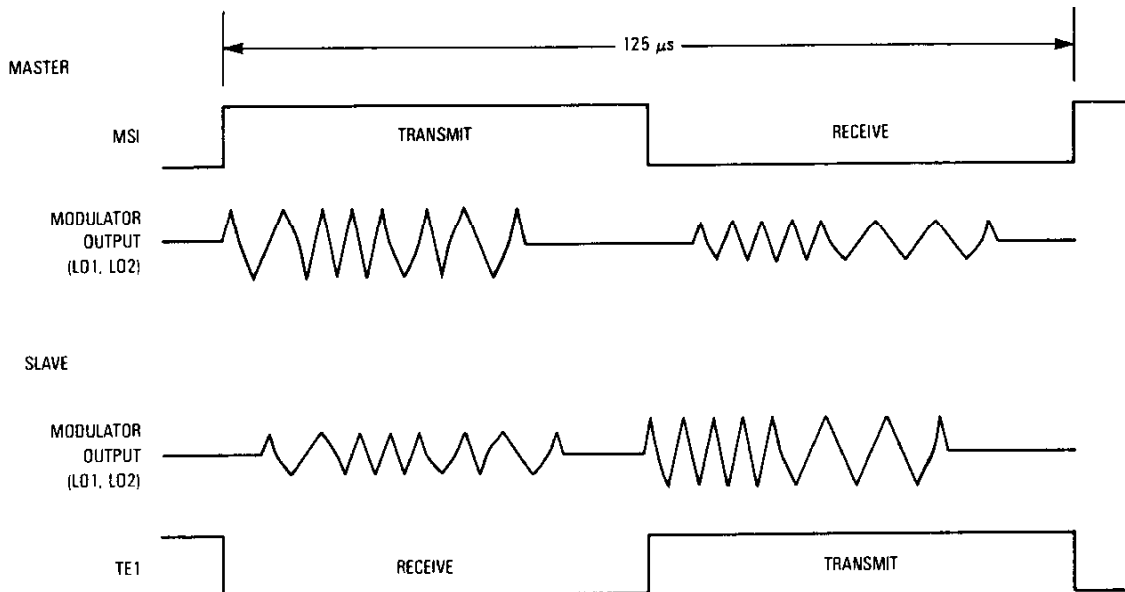 125 μs
MASTER
MSI
TRANSMIT
RECEIVE
MODULATOR
OUTPUT
(LO1, LO2)
SLAVE
MODULATOR
OUTPUT
(LO1, LO2)
TE1
RECEIVE
TRANSMIT